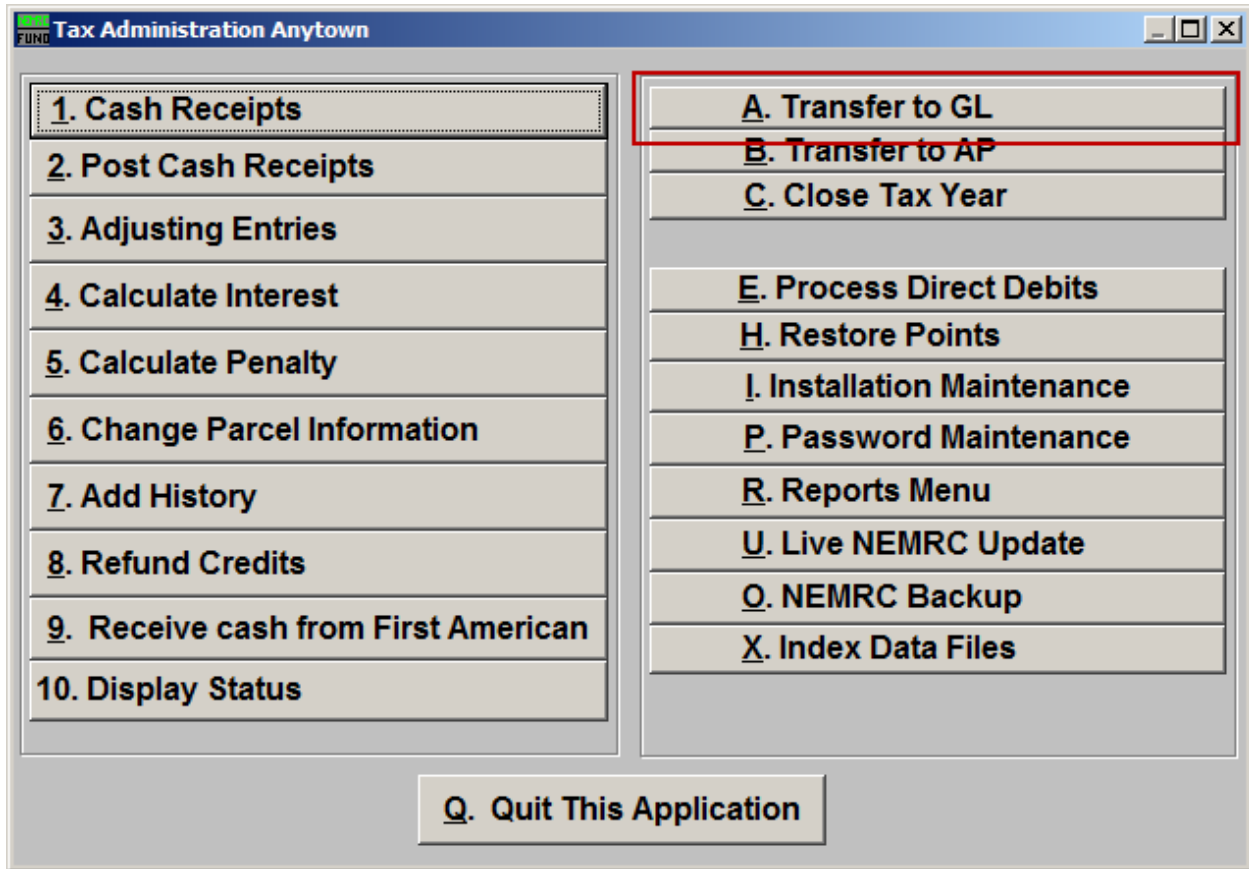 NEMRC
FUND
Tax Administration Anytown
1. Cash Receipts
2. Post Cash Receipts
3. Adjusting Entries
4. Calculate Interest
5. Calculate Penalty
6. Change Parcel Information
7. Add History
8. Refund Credits
9. Receive cash from First American
10. Display Status
A. Transfer to GL
B. Transfer to AP
C. Close Tax Year
E. Process Direct Debits
H. Restore Points
I. Installation Maintenance
P. Password Maintenance
R. Reports Menu
U. Live NEMRC Update
O. NEMRC Backup
X. Index Data Files
Q. Quit This Application